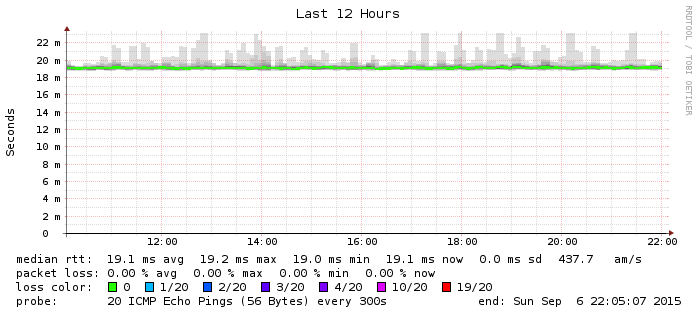 Last 12 Hours
RRDTOOL / TOBI OETIKER
Seconds
22 m
20 m
18 m
16 m
14 m
12 m
10 m
8 m
6 m
4 m
2 m
0
12:00 14:00 16:00 18:00 20:00 22:00
median rtt: 19.1 ms avg 19.2 ms max 19.0 ms min 19.1 ms now 0.0 ms sd 437.7 am/s
packet loss: 0.00 % avg 0.00 % max 0.00 % min 0.00 % now
loss color: 0 1/20 2/20 3/20 4/20 10/20 19/20
probe: 20 ICMP Echo Pings (56 Bytes) every 300s end: Sun Sep 6 22:05:07 2015